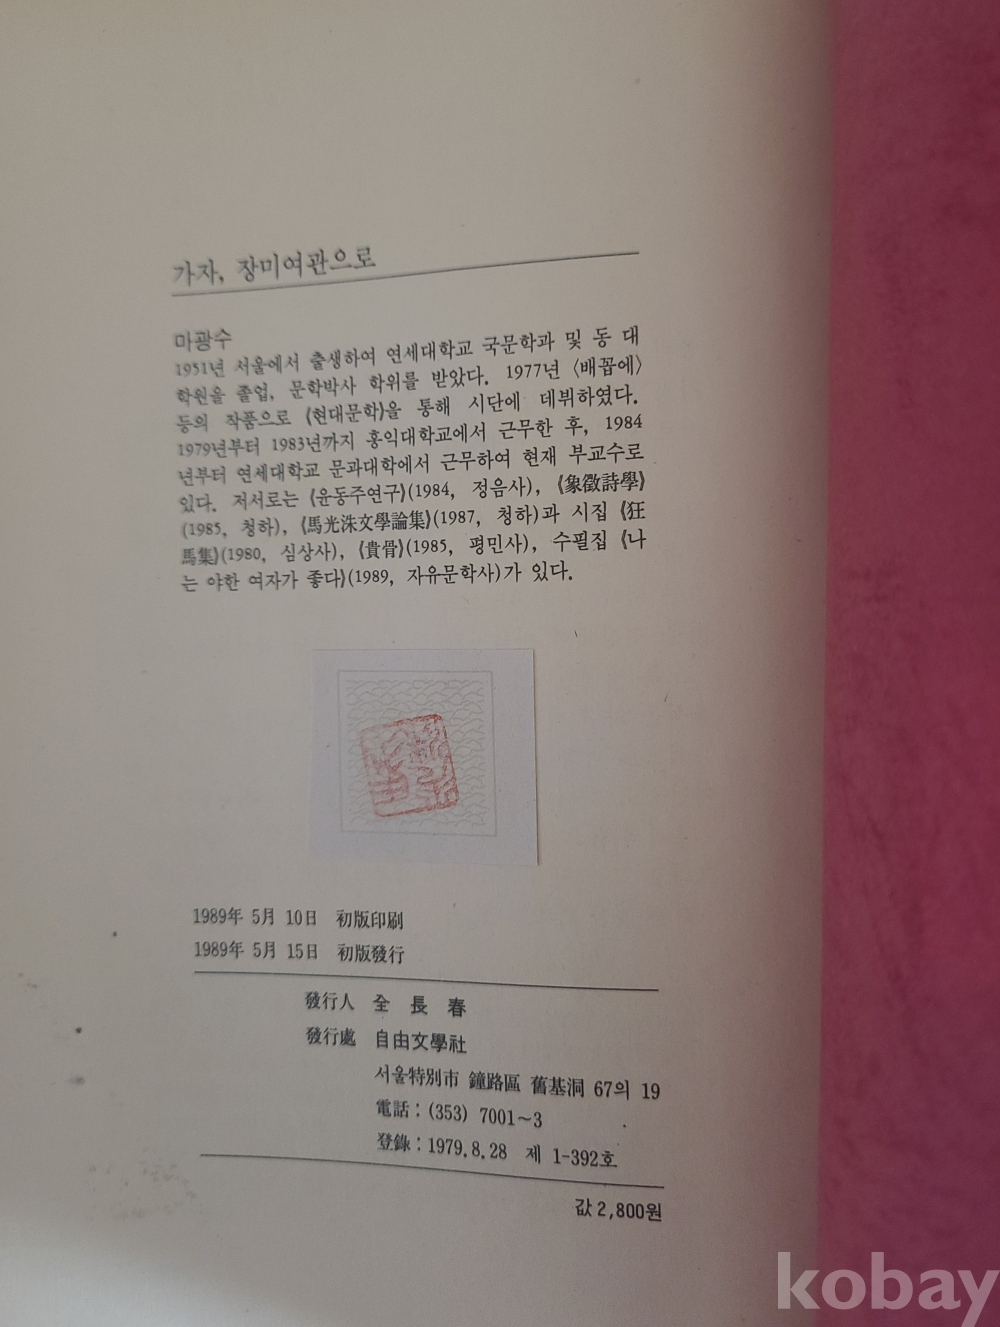 가자, 장미여관으로
마광수
1951년 서울에서 출생하여 연세대학교 국문학과 및 동 대
학원을 졸업, 문학박사 학위를 받았다. 1977년 〈배꼽에〉
등의 작품으로 《현대문학》을 통해 시단에 데뷔하였다.
1979년부터 1983년까지 홍익대학교에서 근무한 후, 1984
년부터 연세대학교 문과대학에서 근무하여 현재 부교수로
있다. 저서로는 《윤동주연구》(1984, 정음사), 《象徵詩學》
(1985, 청하), 《馬光洙文學論集》(1987, 청하)과 시집 《狂
馬集》(1980, 심상사), 《貴骨》(1985, 평민사), 수필집 《나
는 야한 여자가 좋다》(1989, 자유문학사)가 있다.
1989年 5月 10日 初版印刷
1989年 5月 15日 初版發行
發行人 全 長 春
發行處 自由文學社
서울特別市 鐘路區 舊基洞 67의 19
電話 : (353) 7001~3
登錄 : 1979. 8. 28 제 1-392호
값 2,800원
kobay